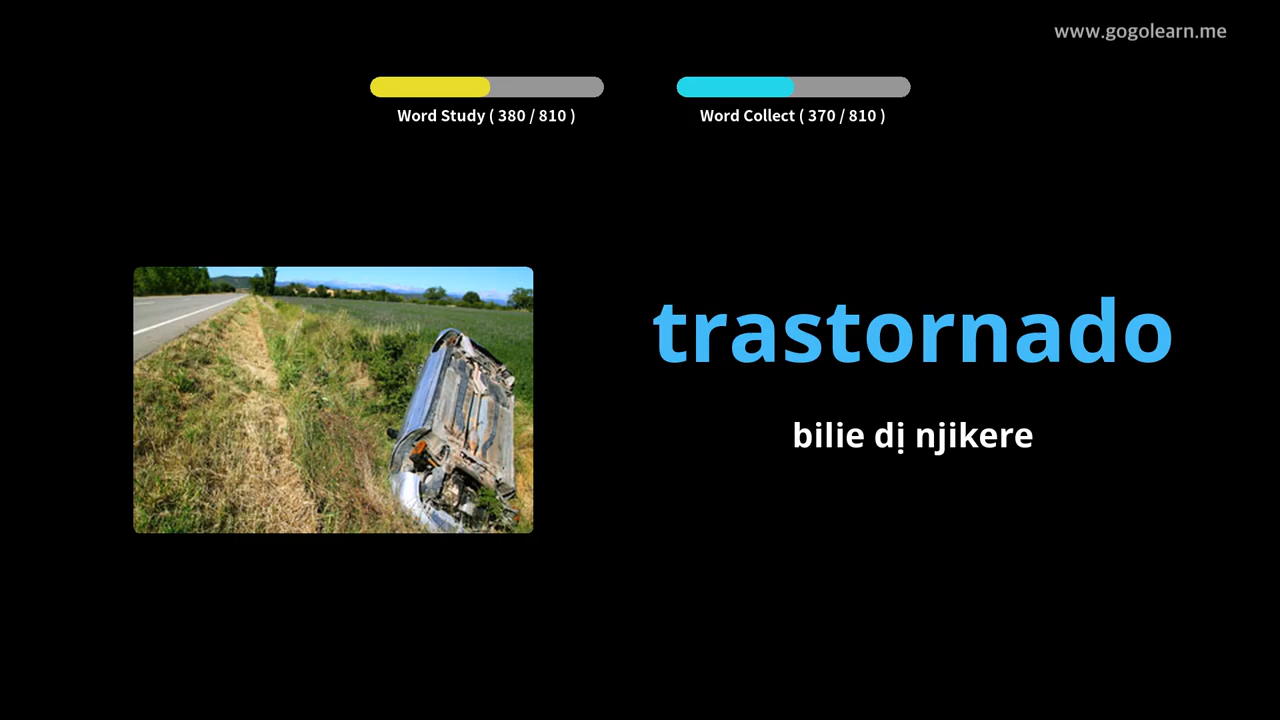 www.gogolearn.me
Word Study ( 380 / 810 )
Word Collect ( 370 / 810 )
trastornado
bilie dị njikere